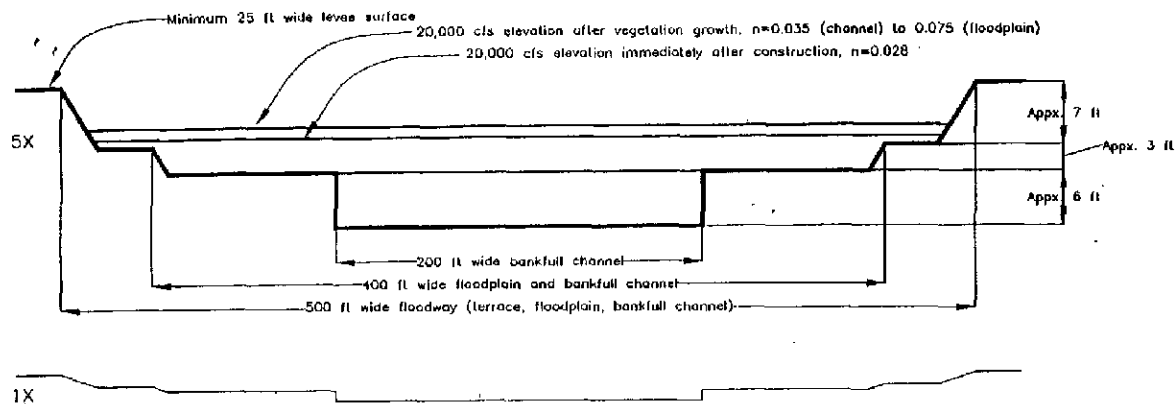 Minimum 25 ft wide levee surface
20,000 cfs elevation after vegetation growth, n=0.035 (channel) to 0.075 (floodplain)
20,000 cfs elevation immediately after construction, n=0.028
5X
Appx. 7 ft
Appx. 3 ft
Appx. 6 ft
200 ft wide bankfull channel
400 ft wide floodplain and bankfull channel
500 ft wide floodway (terrace, floodplain, bankfull channel)
1X